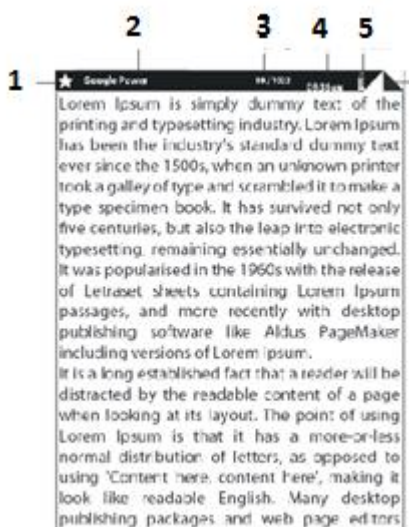 2 3 4 5
1
Google Power
Lorem Ipsum is simply dummy text of the
printing and typesetting industry. Lorem Ipsum
has been the industry's standard dummy text
ever since the 1500s, when an unknown printer
took a galley of type and scrambled it to make a
type specimen book. It has survived not only
five centuries, but also the leap into electronic
typesetting, remaining essentially unchanged.
It was popularised in the 1960s with the release
of Letraset sheets containing Lorem Ipsum
passages, and more recently with desktop
publishing software like Aldus PageMaker
including versions of Lorem Ipsum.
It is a long established fact that a reader will be
distracted by the readable content of a page
when looking at its layout. The point of using
Lorem Ipsum is that it has a more-or-less
normal distribution of letters, as opposed to
using 'Content here, content here', making it
look like readable English. Many desktop
publishing packages and web page editors